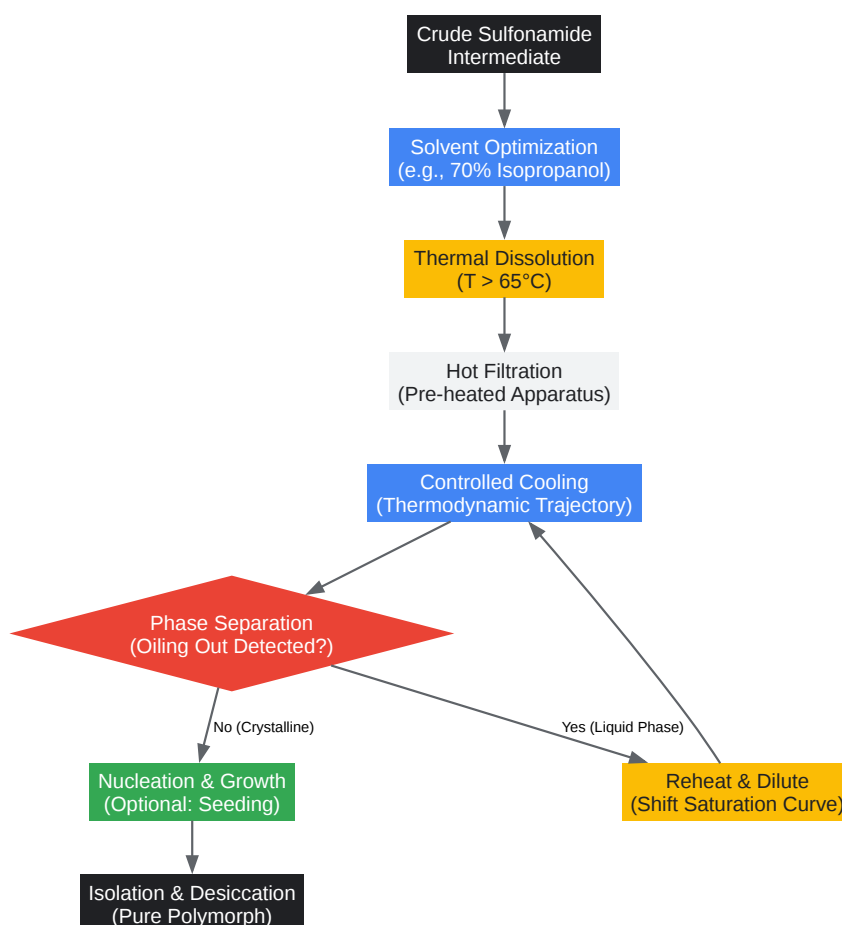 Crude Sulfonamide
Intermediate
Solvent Optimization
(e.g., 70% Isopropanol)
Thermal Dissolution
(T > 65°C)
Hot Filtration
(Pre-heated Apparatus)
Controlled Cooling
(Thermodynamic Trajectory)
Phase Separation
(Oiling Out Detected?)
No (Crystalline)
Yes (Liquid Phase)
Nucleation & Growth
(Optional: Seeding)
Reheat & Dilute
(Shift Saturation Curve)
Isolation & Desiccation
(Pure Polymorph)